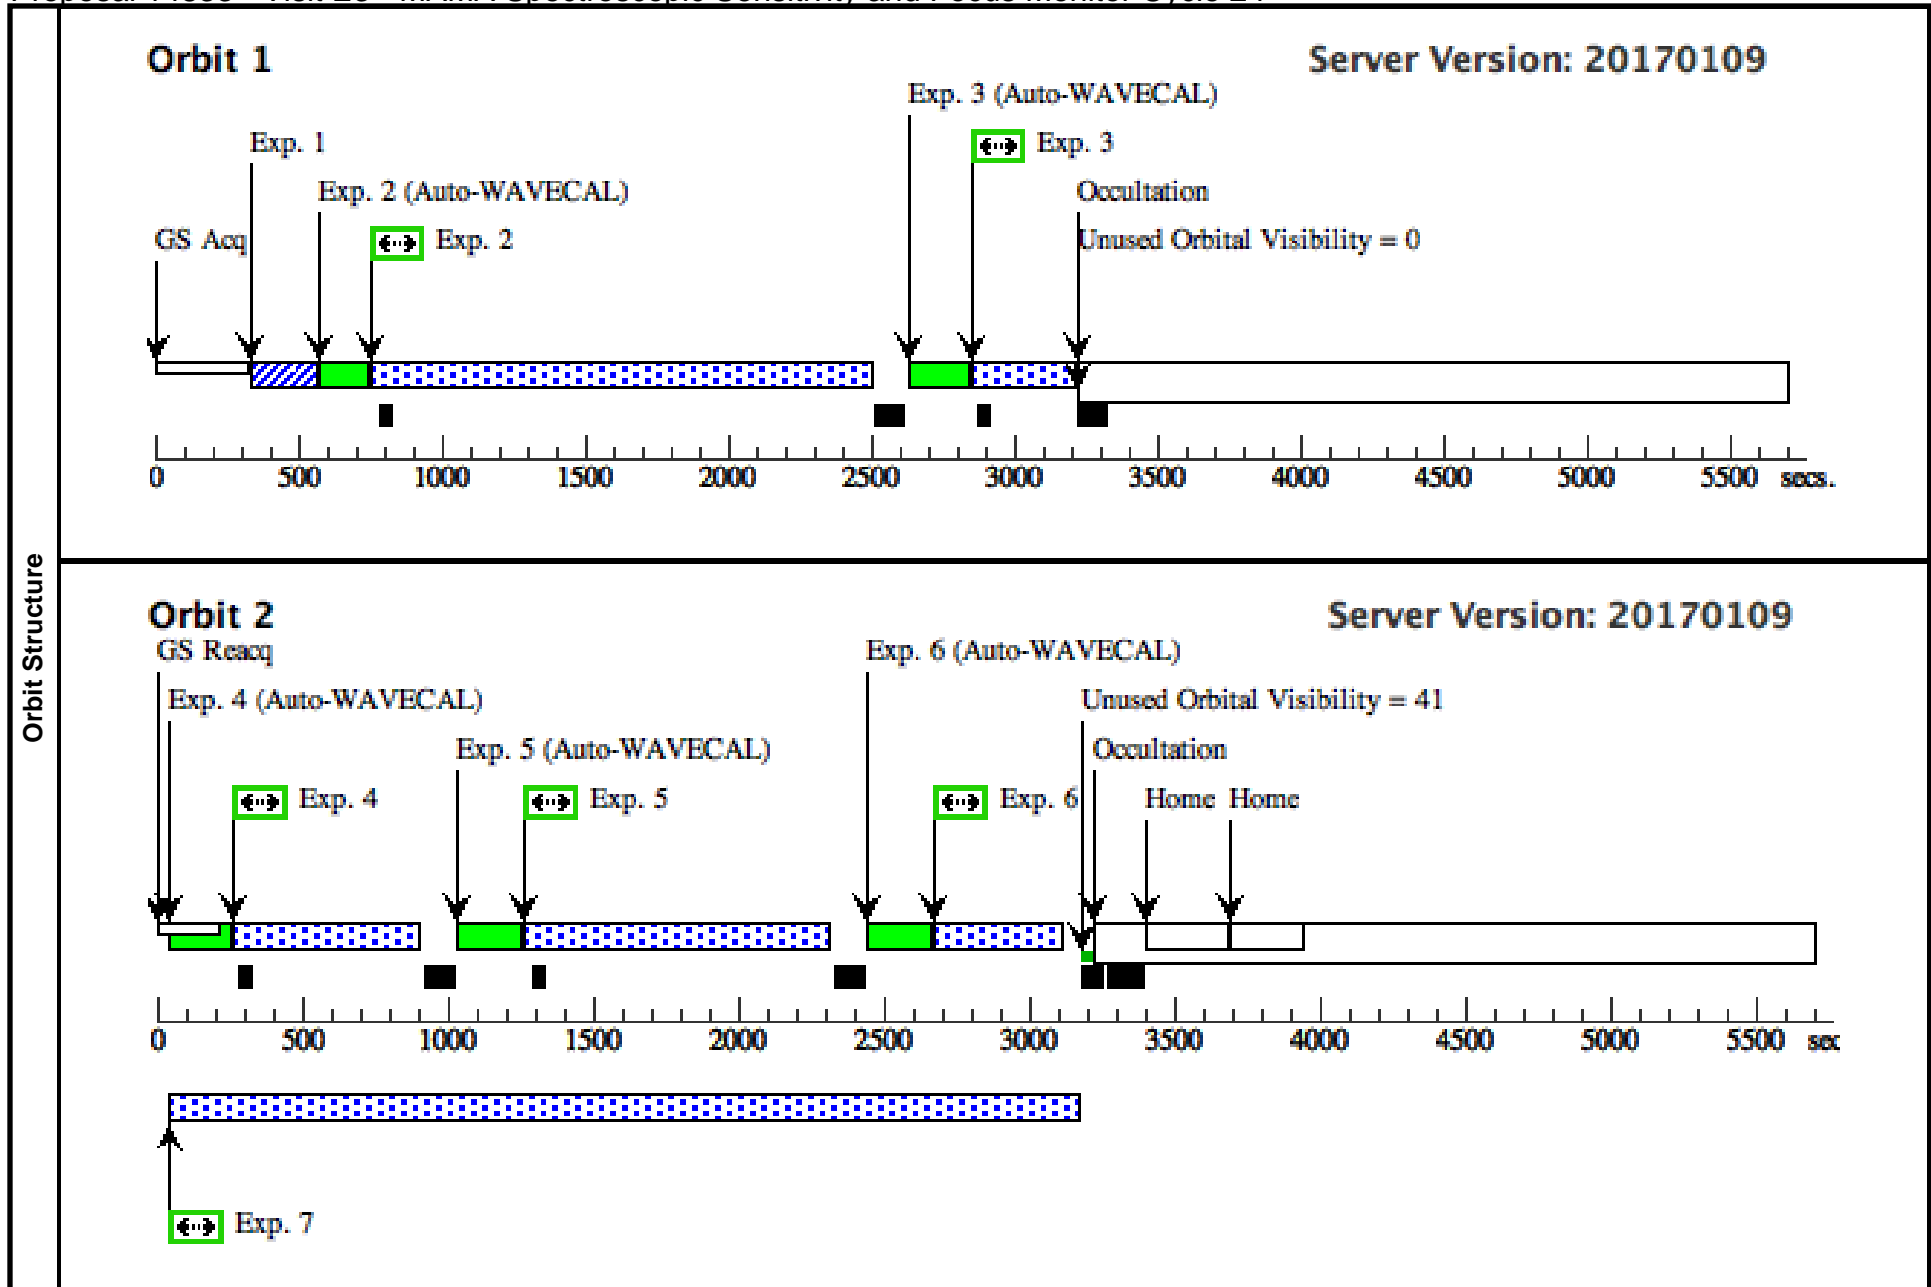 Orbit Structure
Orbit 1
Server Version: 20170109
Exp. 3 (Auto-WAVECAL)
Exp. 1
Exp. 3
Exp. 2 (Auto-WAVECAL)
Occultation
GS Acq
Exp. 2
Unused Orbital Visibility = 0
0 500 1000 1500 2000 2500 3000 3500 4000 4500 5000 5500 secs.
Orbit 2
Server Version: 20170109
GS Reacq
Exp. 6 (Auto-WAVECAL)
Exp. 4 (Auto-WAVECAL)
Unused Orbital Visibility = 41
Exp. 5 (Auto-WAVECAL)
Occultation
Exp. 4
Exp. 5
Exp. 6
Home Home
0 500 1000 1500 2000 2500 3000 3500 4000 4500 5000 5500 sec
Exp. 7